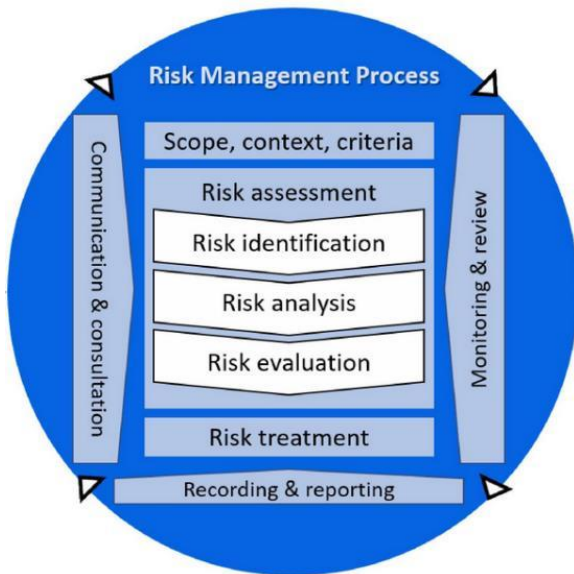 Risk Management Process
Scope, context, criteria
Risk assessment
Risk identification
Risk analysis
Risk evaluation
Risk treatment
Communication & consultation
Monitoring & review
Recording & reporting